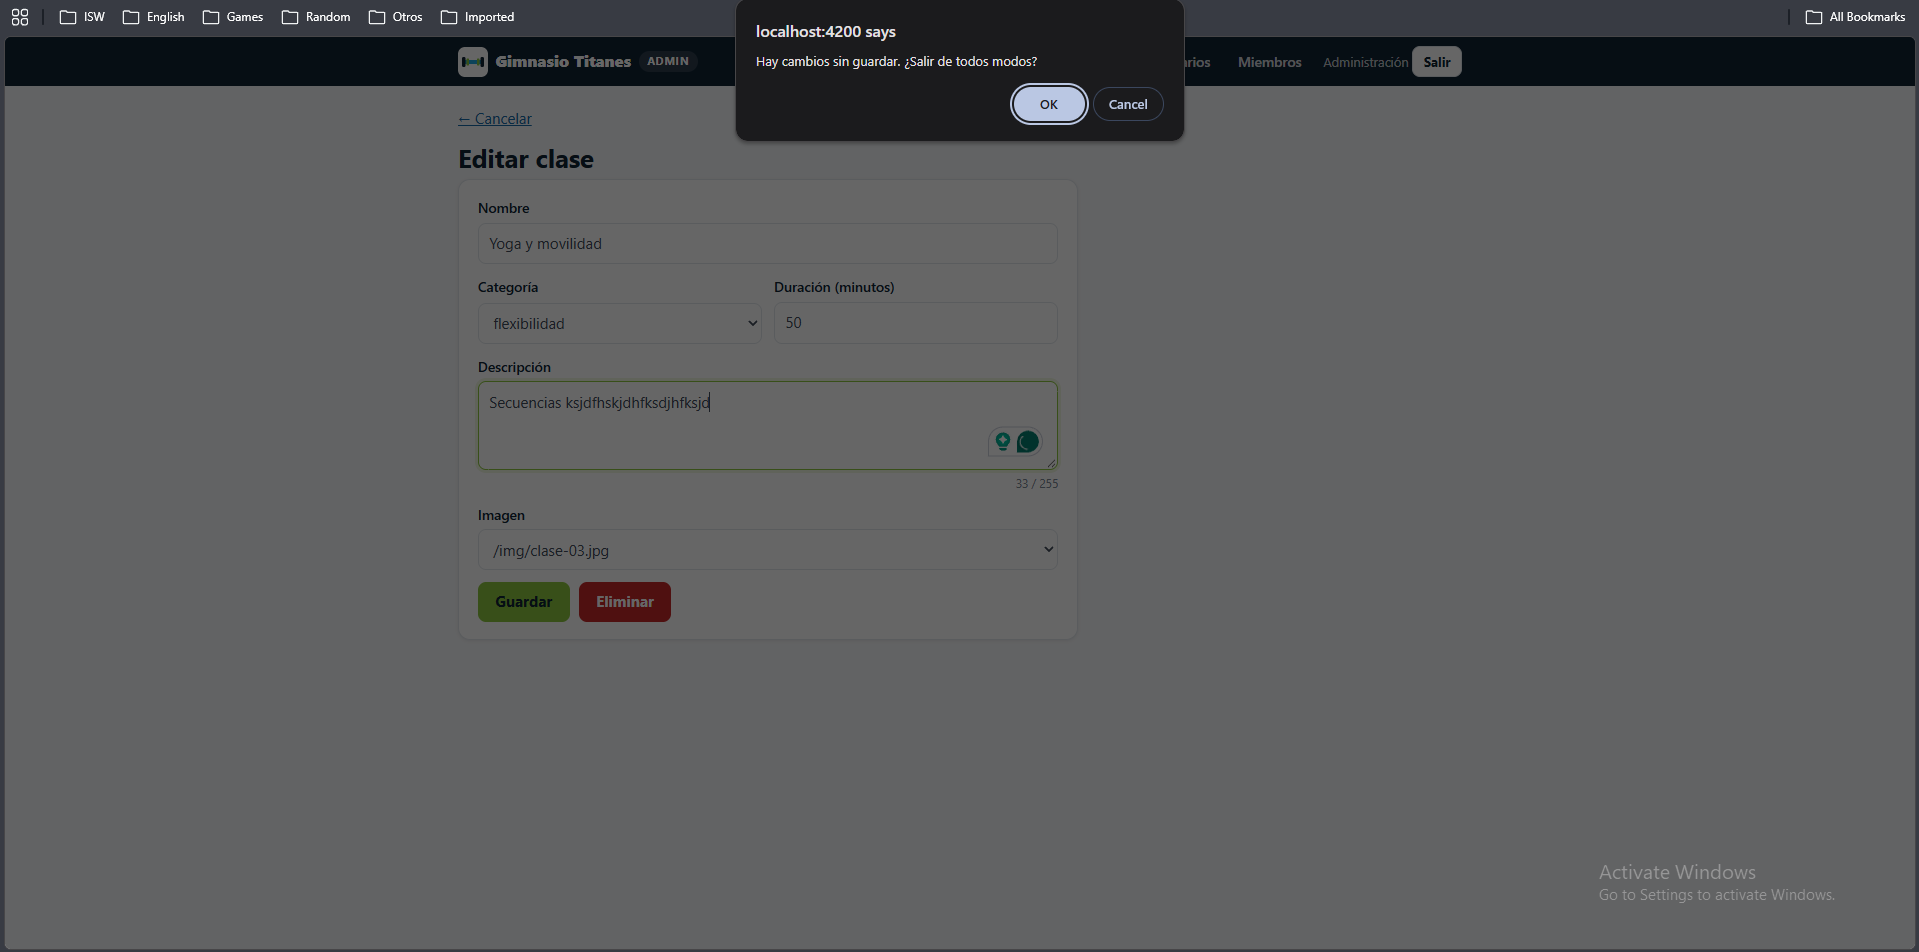 ISW English Games Random Otros Imported All Bookmarks
localhost:4200 says
Hay cambios sin guardar. ¿Salir de todos modos?
OK Cancel
Gimnasio Titanes ADMIN Miembros Administración Salir
← Cancelar
Editar clase
Nombre
Yoga y movilidad
Categoría Duración (minutos)
flexibilidad 50
Descripción
Secuencias ksjdfhskjdhfksdjhfksjd
33 / 255
Imagen
/img/clase-03.jpg
Guardar Eliminar
Activate Windows
Go to Settings to activate Windows.